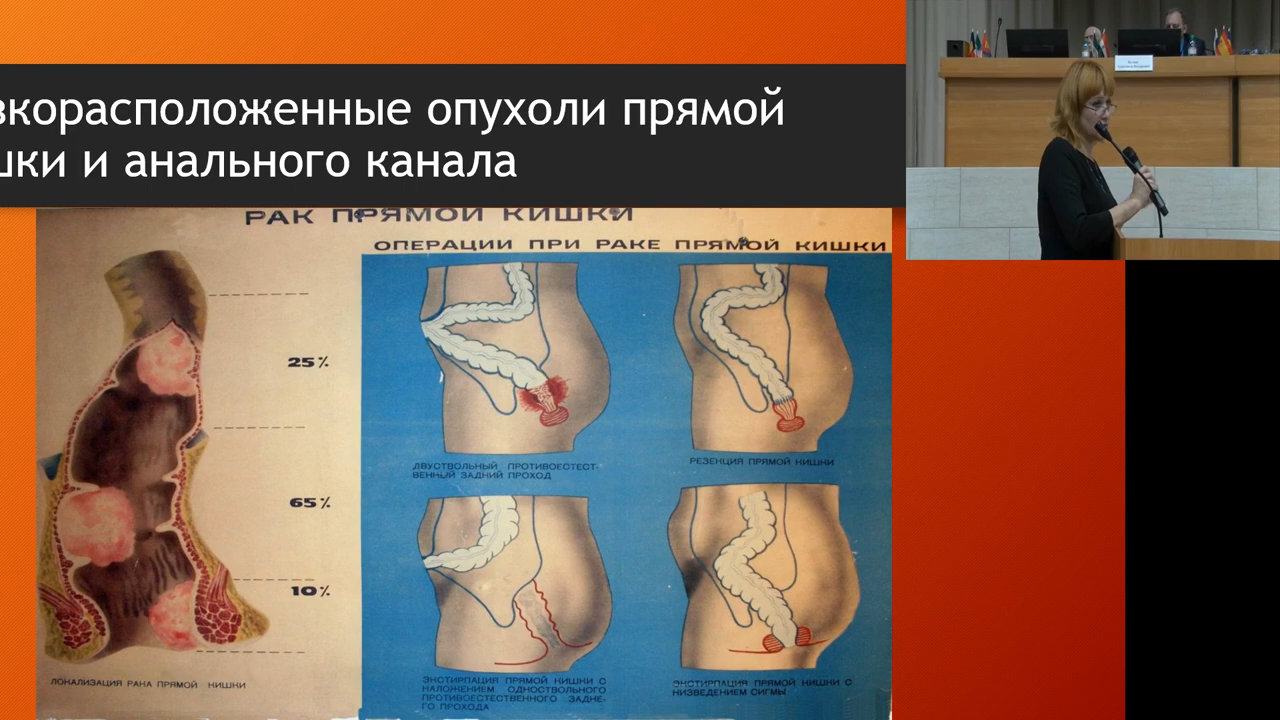 зкорасположенные опухоли прямой
шки и анального канала
РАК ПРЯМОЙ КИШКИ
ОПЕРАЦИИ ПРИ РАКЕ ПРЯМОЙ КИШКИ
25%
65%
10%
ЛОКАЛИЗАЦИЯ РАКА ПРЯМОЙ КИШКИ
ДВУСТВОЛЬНЫЙ ПРОТИВОЕСТЕСТ-
ВЕННЫЙ ЗАДНИЙ ПРОХОД
РЕЗЕКЦИЯ ПРЯМОЙ КИШКИ
ЭКСТИРПАЦИЯ ПРЯМОЙ КИШКИ С
НАЛОЖЕНИЕМ ОДНОСТВОЛЬНОГО
ПРОТИВОЕСТЕСТВЕННОГО ЗАДНЕ-
ГО ПРОХОДА
ЭКСТИРПАЦИЯ ПРЯМОЙ КИШКИ С
НИЗВЕДЕНИЕМ СИГМЫ